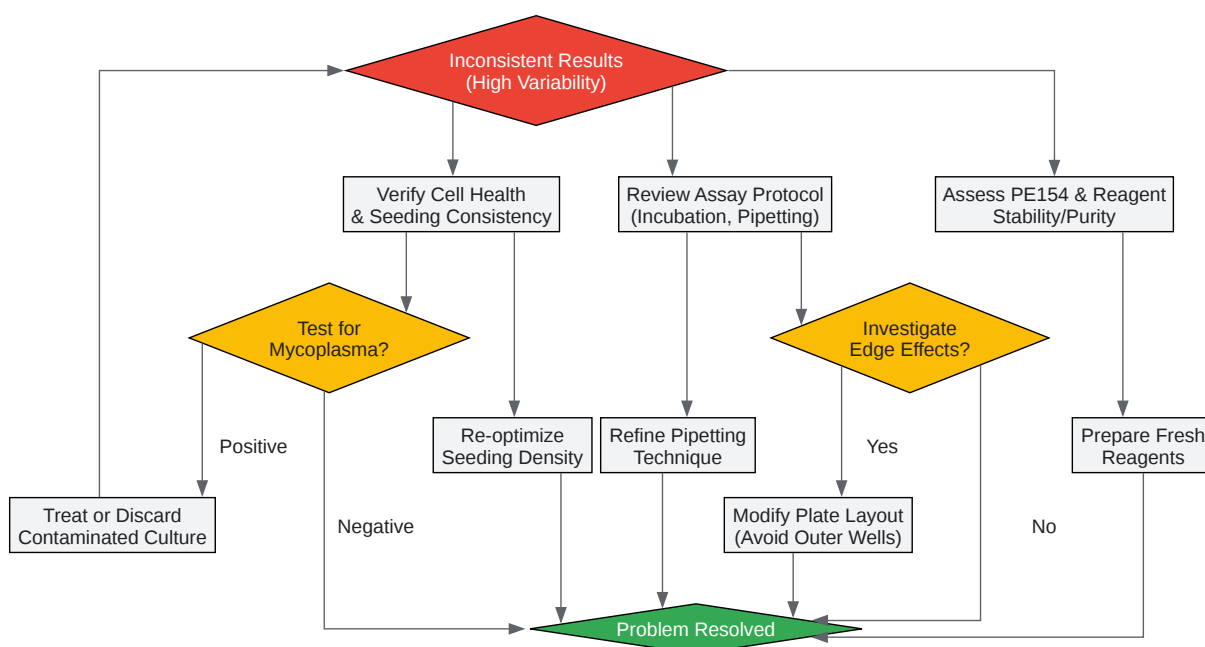 Inconsistent Results
(High Variability)
Verify Cell Health
& Seeding Consistency
Review Assay Protocol
(Incubation, Pipetting)
Assess PE154 & Reagent
Stability/Purity
Test for
Mycoplasma?
Investigate
Edge Effects?
Positive
Re-optimize
Seeding Density
Refine Pipetting
Technique
Yes
Prepare Fresh
Reagents
Treat or Discard
Contaminated Culture
Negative
Modify Plate Layout
(Avoid Outer Wells)
No
Problem Resolved